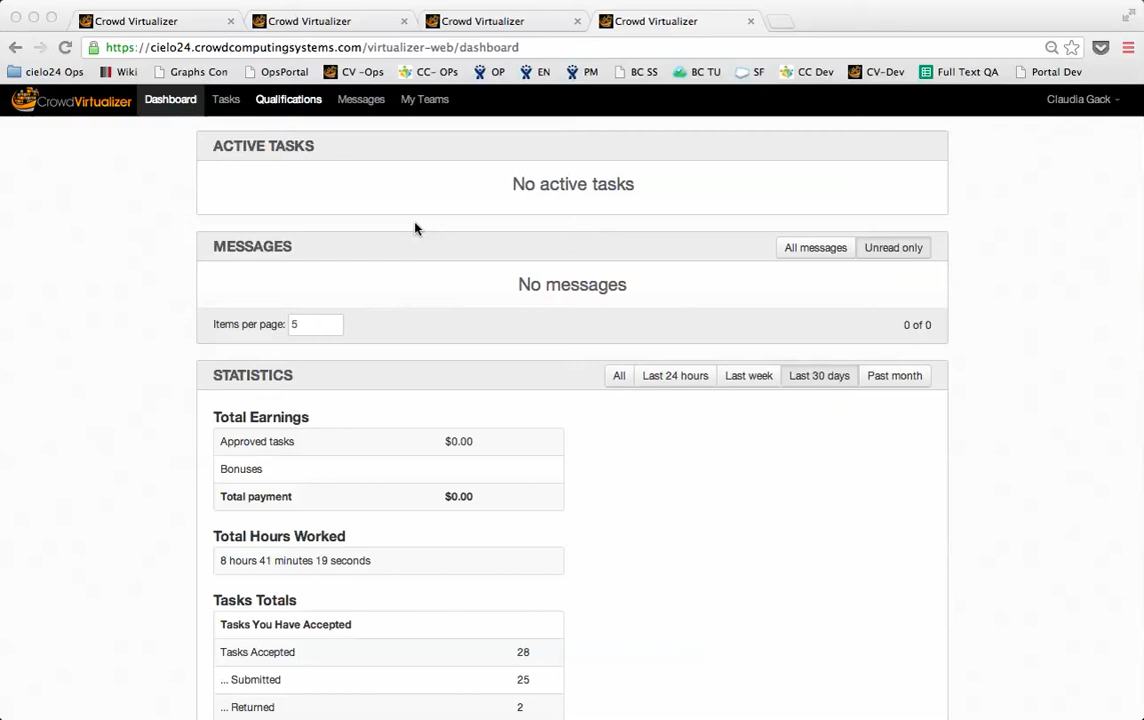 Crowd Virtualizer Crowd Virtualizer Crowd Virtualizer Crowd Virtualizer
https://cielo24.crowdcomputingsystems.com/virtualizer-web/dashboard
cielo24 Ops Wiki Graphs Con OpsPortal CV -Ops CC- OPs OP EN PM BC SS BC TU SF CC Dev CV-Dev Full Text QA Portal Dev
CrowdVirtualizer Dashboard Tasks Qualifications Messages My Teams Claudia Gack
ACTIVE TASKS
No active tasks
MESSAGES All messages Unread only
No messages
Items per page: 5 0 of 0
STATISTICS All Last 24 hours Last week Last 30 days Past month
Total Earnings
Approved tasks $0.00
Bonuses
Total payment $0.00
Total Hours Worked
8 hours 41 minutes 19 seconds
Tasks Totals
Tasks You Have Accepted
Tasks Accepted 28
... Submitted 25
... Returned 2